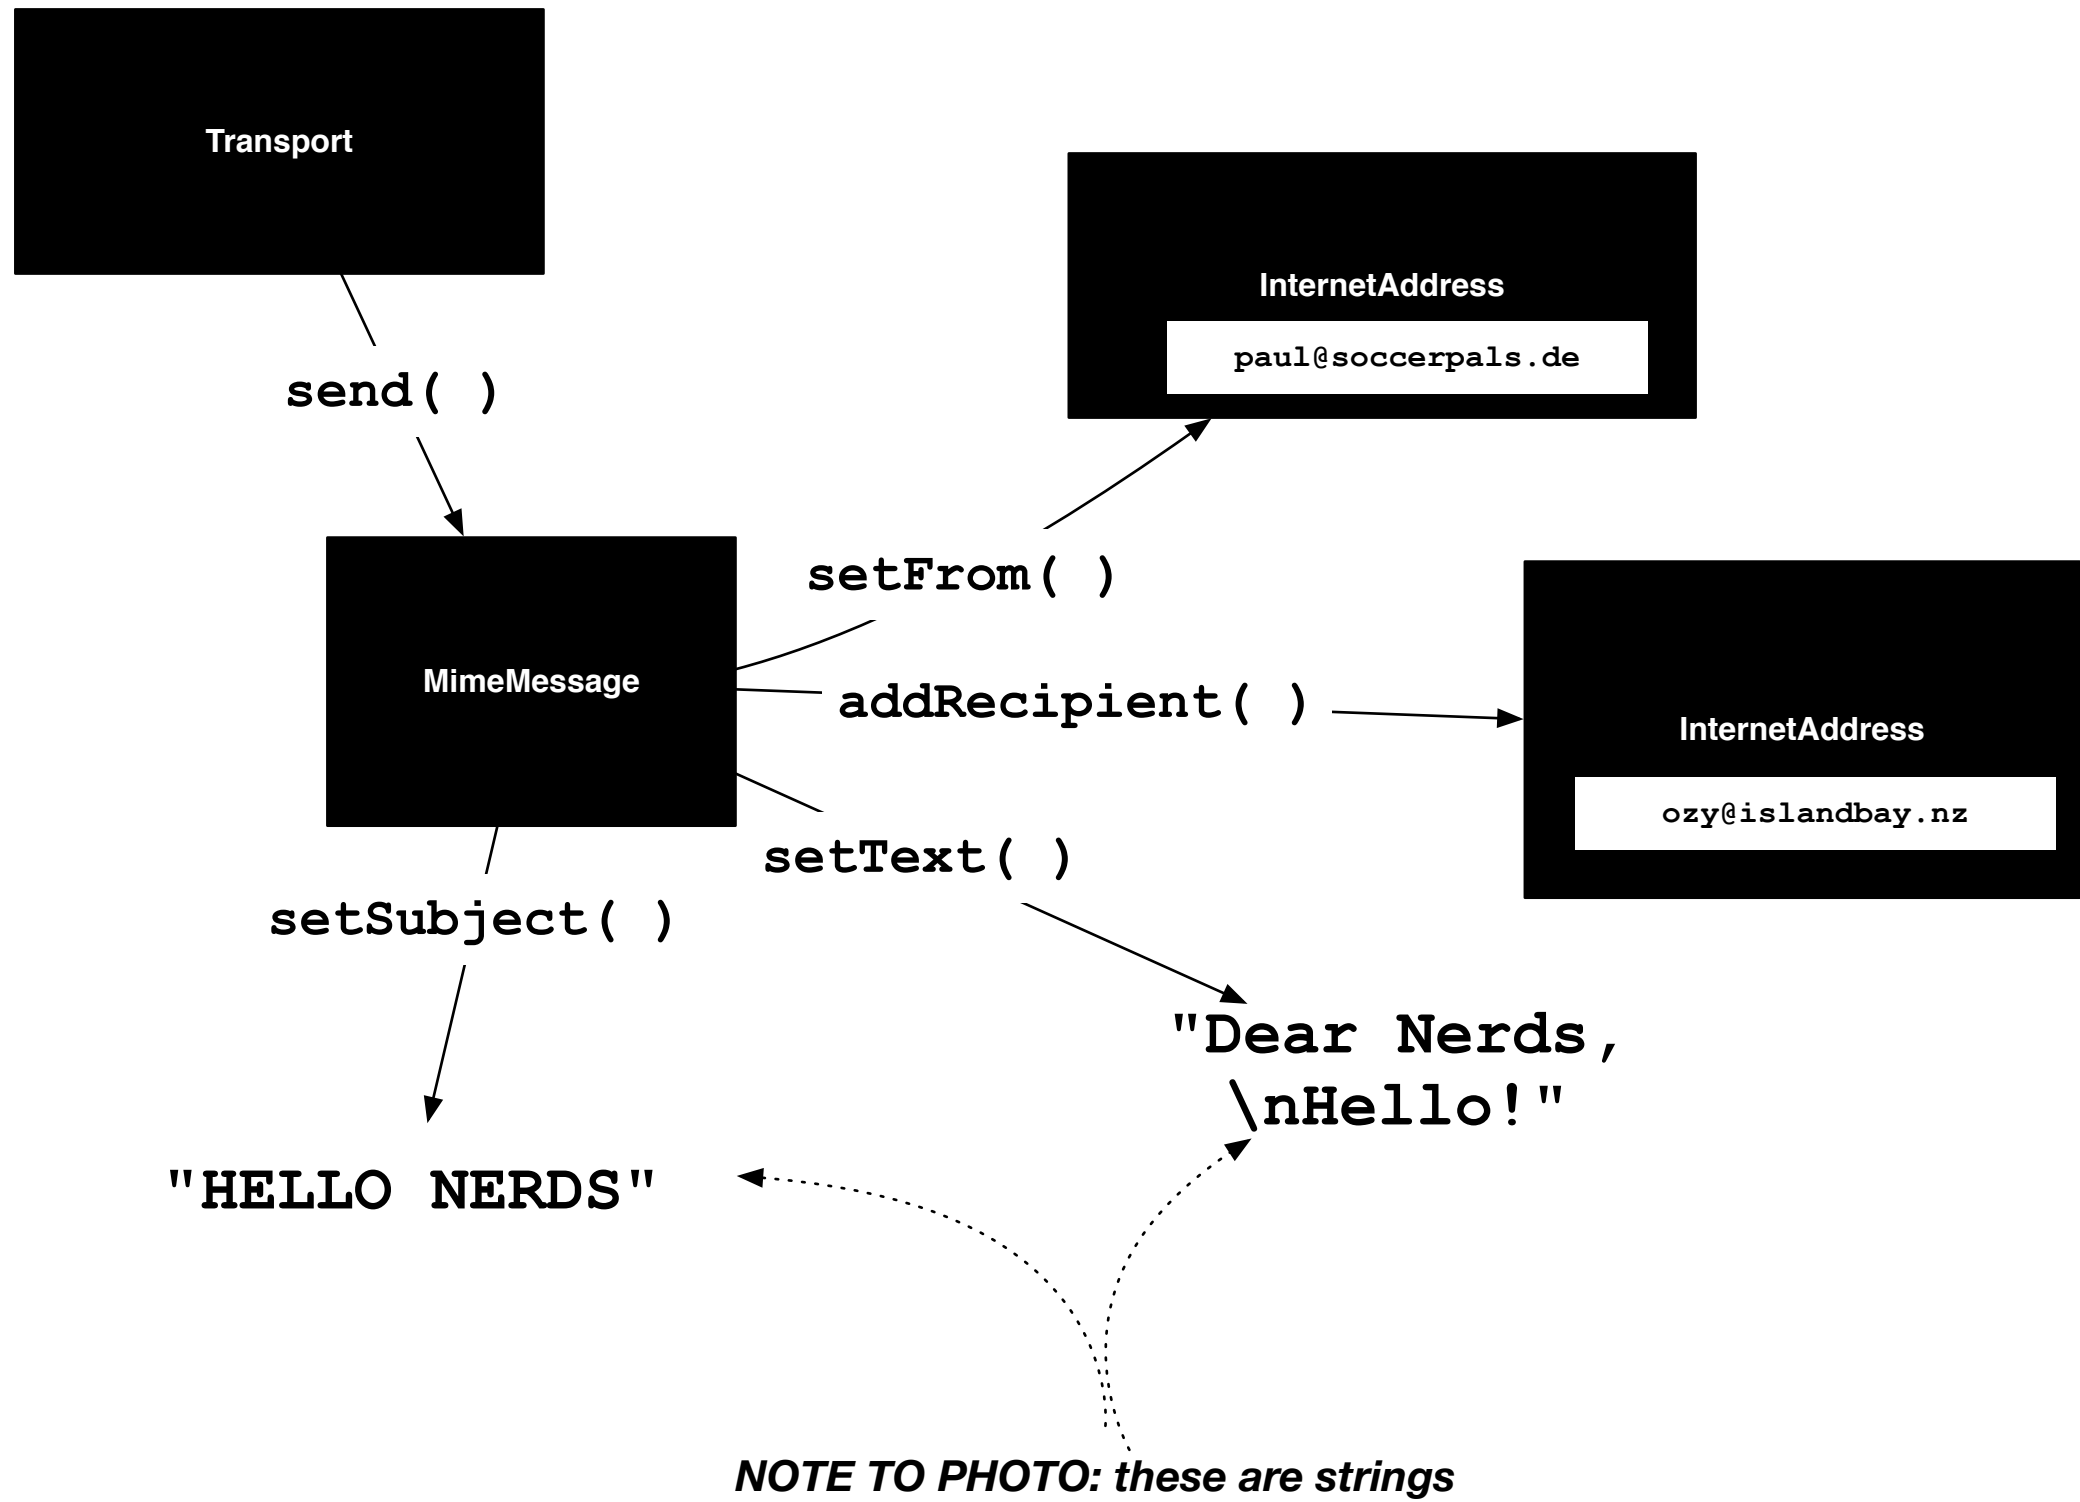 Transport
InternetAddress
paul@soccerpals.de
send( )
setFrom( )
MimeMessage
addRecipient( )
InternetAddress
ozy@islandbay.nz
setText( )
setSubject( )
"Dear Nerds,
\nHello!"
"HELLO NERDS"
NOTE TO PHOTO: these are strings